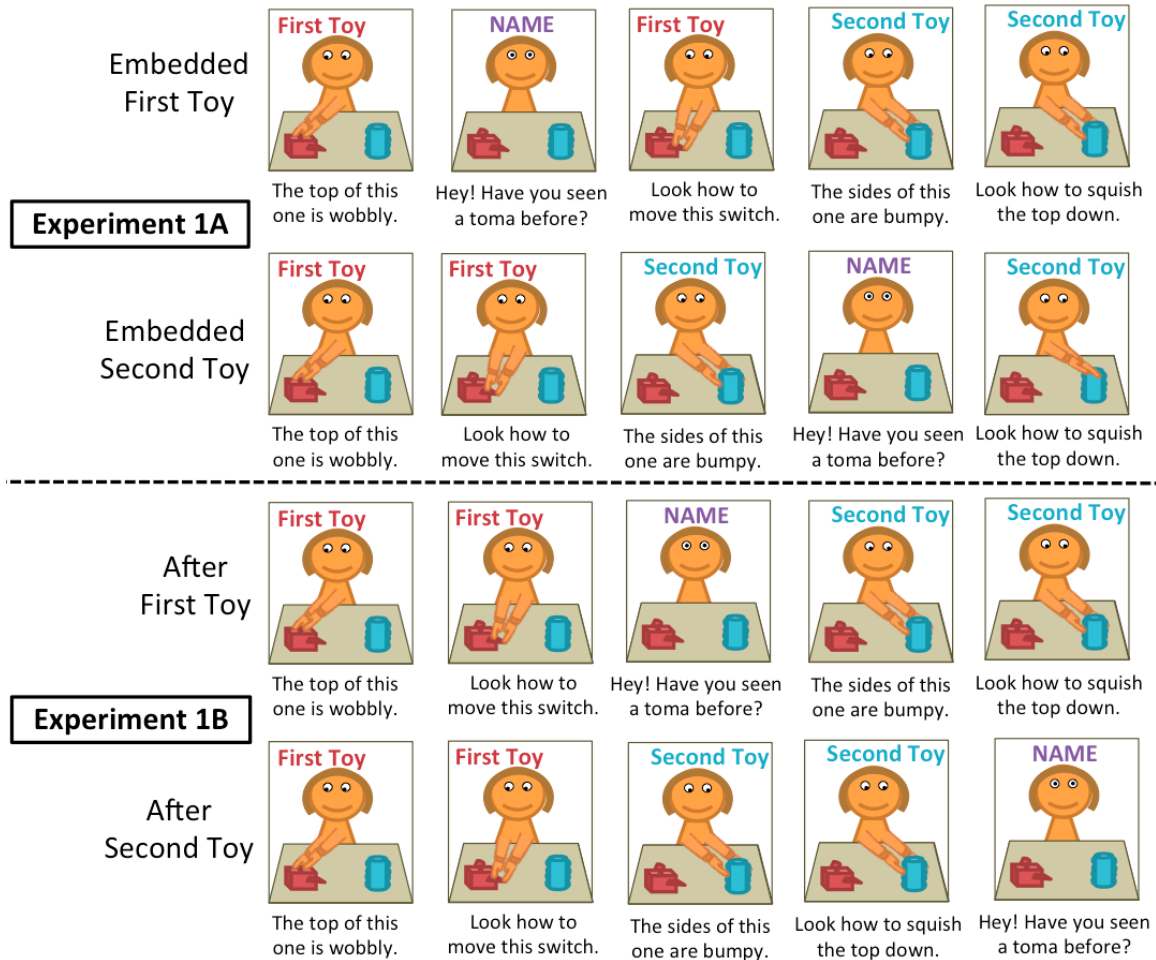 Embedded
First Toy
First Toy
NAME
First Toy
Second Toy
Second Toy
The top of this
one is wobbly.
Hey! Have you seen
a toma before?
Look how to
move this switch.
The sides of this
one are bumpy.
Look how to squish
the top down.
Experiment 1A
Embedded
Second Toy
First Toy
First Toy
Second Toy
NAME
Second Toy
The top of this
one is wobbly.
Look how to
move this switch.
The sides of this
one are bumpy.
Hey! Have you seen
a toma before?
Look how to squish
the top down.
After
First Toy
First Toy
First Toy
NAME
Second Toy
Second Toy
The top of this
one is wobbly.
Look how to
move this switch.
Hey! Have you seen
a toma before?
The sides of this
one are bumpy.
Look how to squish
the top down.
Experiment 1B
After
Second Toy
First Toy
First Toy
Second Toy
Second Toy
NAME
The top of this
one is wobbly.
Look how to
move this switch.
The sides of this
one are bumpy.
Look how to squish
the top down.
Hey! Have you seen
a toma before?